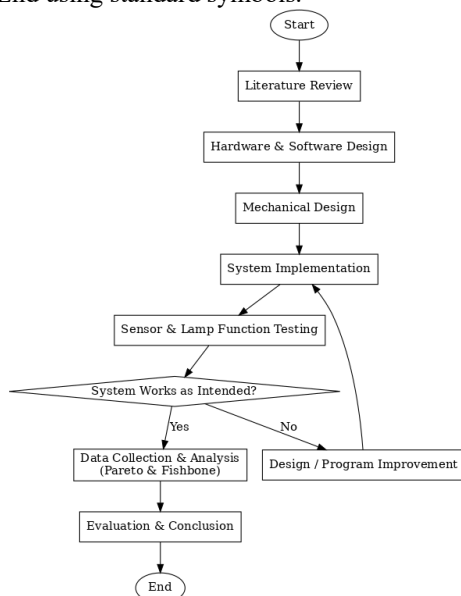 End using standard symbols.
Start
Literature Review
Hardware & Software Design
Mechanical Design
System Implementation
Sensor & Lamp Function Testing
System Works as Intended?
Yes
No
Data Collection & Analysis
(Pareto & Fishbone)
Design / Program Improvement
Evaluation & Conclusion
End